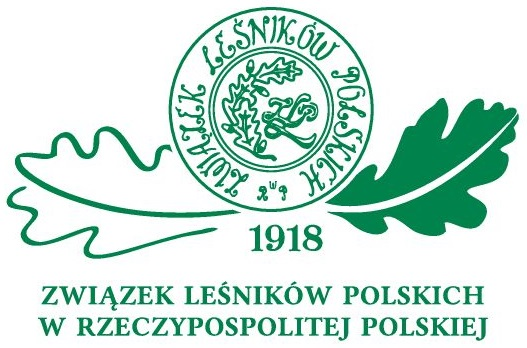 ZWIĄZEK LEŚNIKÓW POLSKICH
R W P
1918
ZWIĄZEK LEŚNIKÓW POLSKICH
W RZECZYPOSPOLITEJ POLSKIEJ